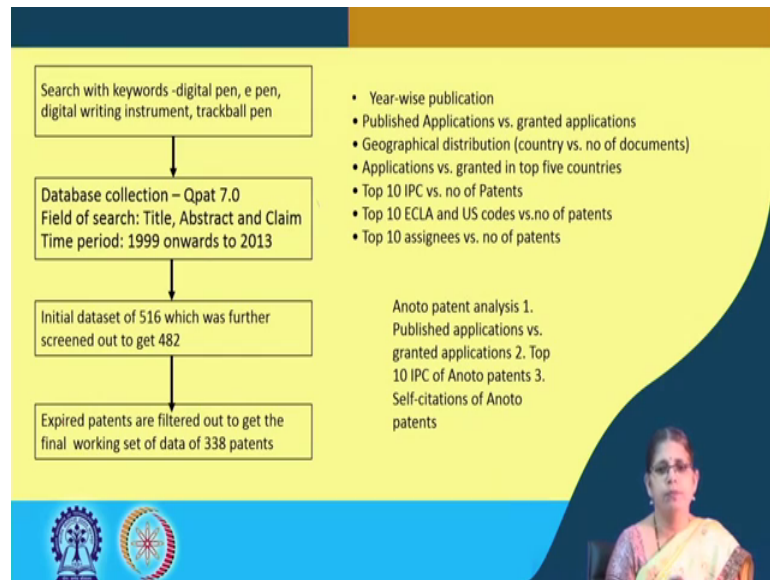 Search with keywords -digital pen, e pen,
digital writing instrument, trackball pen
Database collection – Qpat 7.0
Field of search: Title, Abstract and Claim
Time period: 1999 onwards to 2013
Initial dataset of 516 which was further
screened out to get 482
Expired patents are filtered out to get the
final working set of data of 338 patents
• Year-wise publication
• Published Applications vs. granted applications
• Geographical distribution (country vs. no of documents)
• Applications vs. granted in top five countries
• Top 10 IPC vs. no of Patents
• Top 10 ECLA and US codes vs.no of patents
• Top 10 assignees vs. no of patents
Anoto patent analysis 1.
Published applications vs.
granted applications 2. Top
10 IPC of Anoto patents 3.
Self-citations of Anoto
patents